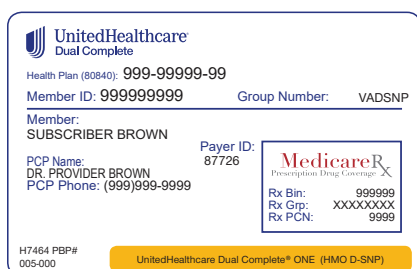 UnitedHealthcare®
Dual Complete
Health Plan (80840): 999-99999-99
Member ID: 999999999 Group Number: VADSNP
Member:
SUBSCRIBER BROWN
PCP Name:
DR. PROVIDER BROWN
PCP Phone: (999)999-9999
Payer ID:
87726
MedicareRx
Prescription Drug Coverage
Rx Bin: 999999
Rx Grp: XXXXXXXX
Rx PCN: 9999
H7464 PBP#
005-000
UnitedHealthcare Dual Complete® ONE (HMO D-SNP)